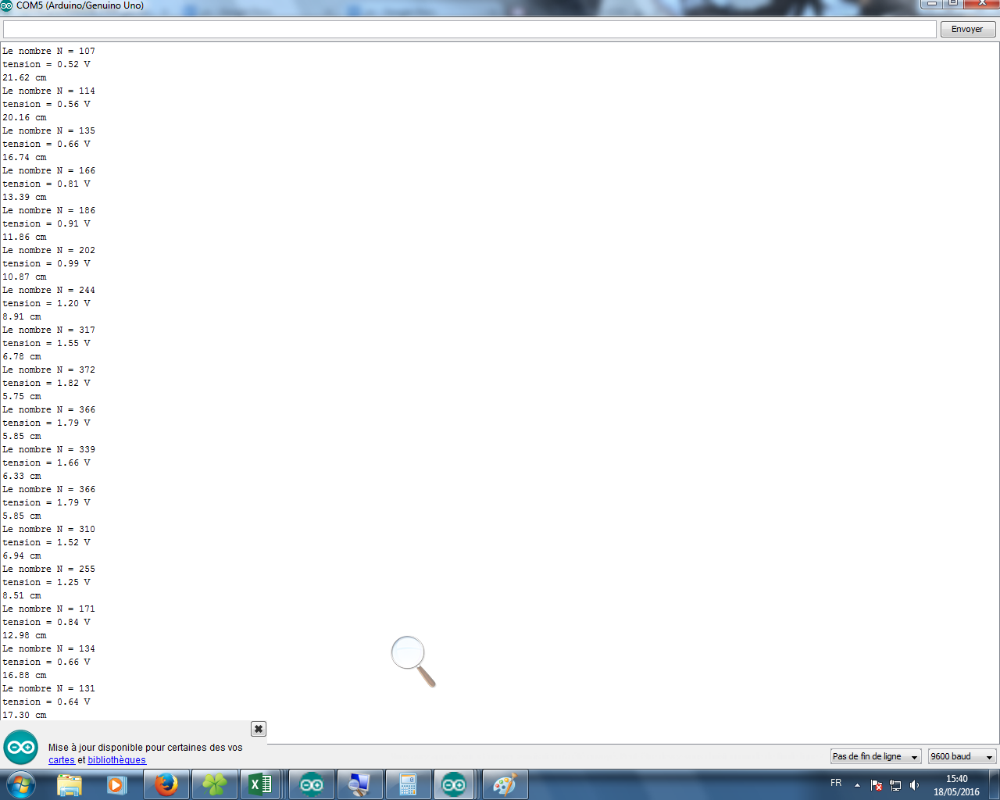 COM5 (Arduino/Genuino Uno)
Envoyer
Le nombre N = 107
tension = 0.52 V
21.62 cm
Le nombre N = 114
tension = 0.56 V
20.16 cm
Le nombre N = 135
tension = 0.66 V
16.74 cm
Le nombre N = 166
tension = 0.81 V
13.39 cm
Le nombre N = 186
tension = 0.91 V
11.86 cm
Le nombre N = 202
tension = 0.99 V
10.87 cm
Le nombre N = 244
tension = 1.20 V
8.91 cm
Le nombre N = 317
tension = 1.55 V
6.78 cm
Le nombre N = 372
tension = 1.82 V
5.75 cm
Le nombre N = 366
tension = 1.79 V
5.85 cm
Le nombre N = 339
tension = 1.66 V
6.33 cm
Le nombre N = 366
tension = 1.79 V
5.85 cm
Le nombre N = 310
tension = 1.52 V
6.94 cm
Le nombre N = 255
tension = 1.25 V
8.51 cm
Le nombre N = 171
tension = 0.84 V
12.98 cm
Le nombre N = 134
tension = 0.66 V
16.88 cm
Le nombre N = 131
tension = 0.64 V
17.30 cm
Mise à jour disponible pour certaines des vos
cartes et bibliothèques
Pas de fin de ligne
9600 baud
FR
15:40
18/05/2016